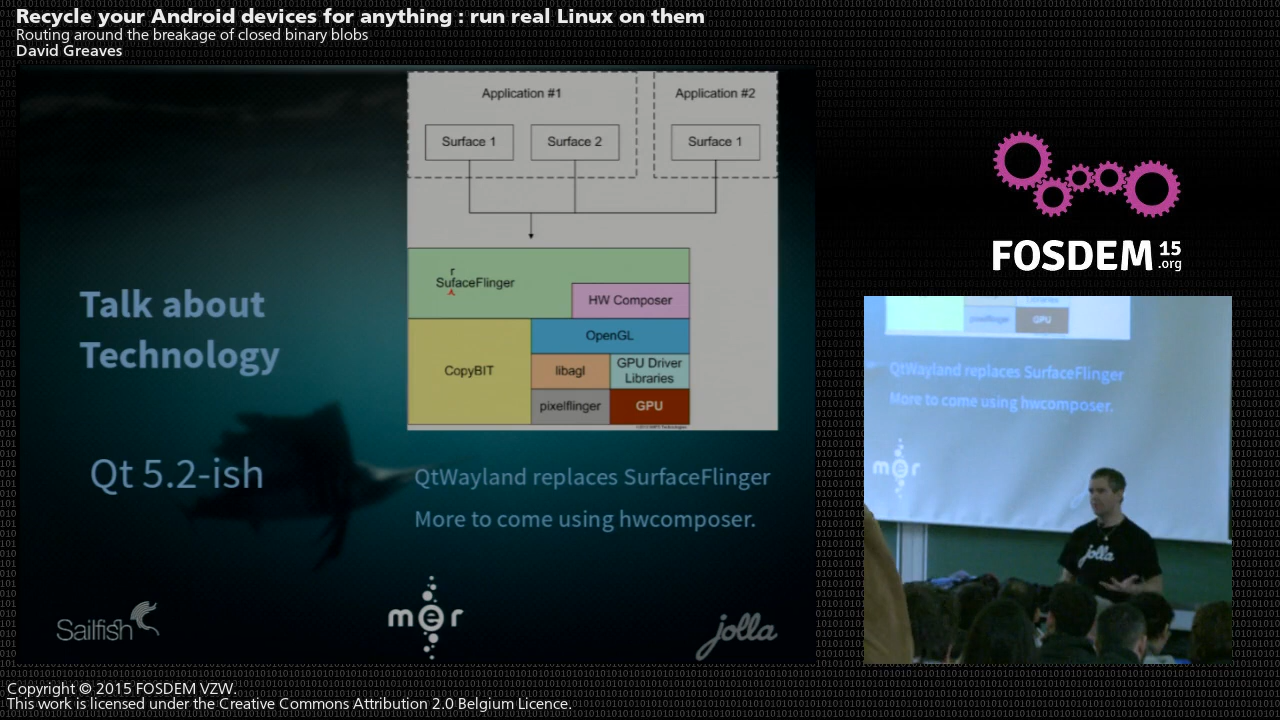 Recycle your Android devices for anything : run real Linux on them
Routing around the breakage of closed binary blobs
David Greaves
Application #1
Application #2
Surface 1
Surface 2
Surface 1
r
SufaceFlinger
HW Composer
OpenGL
CopyBIT
libagl
GPU Driver
Libraries
pixelflinger
GPU
Talk about
Technology
Qt 5.2-ish
QtWayland replaces SurfaceFlinger
More to come using hwcomposer.
Sailfish
mer
jolla
FOSDEM 15
.org
Libraries
pixelflinger
GPU
QtWayland replaces SurfaceFlinger
More to come using hwcomposer.
mer
jolla
Copyright © 2015 FOSDEM VZW.
This work is licensed under the Creative Commons Attribution 2.0 Belgium Licence.